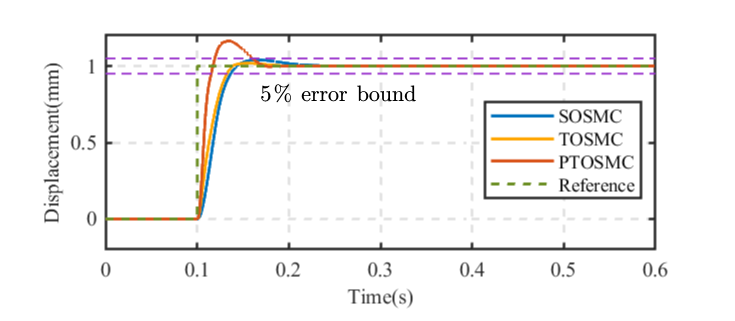 Displacement(mm)
1
0.5
0
5% error bound
SOSMC
TOSMC
PTOSMC
Reference
0 0.1 0.2 0.3 0.4 0.5 0.6
Time(s)